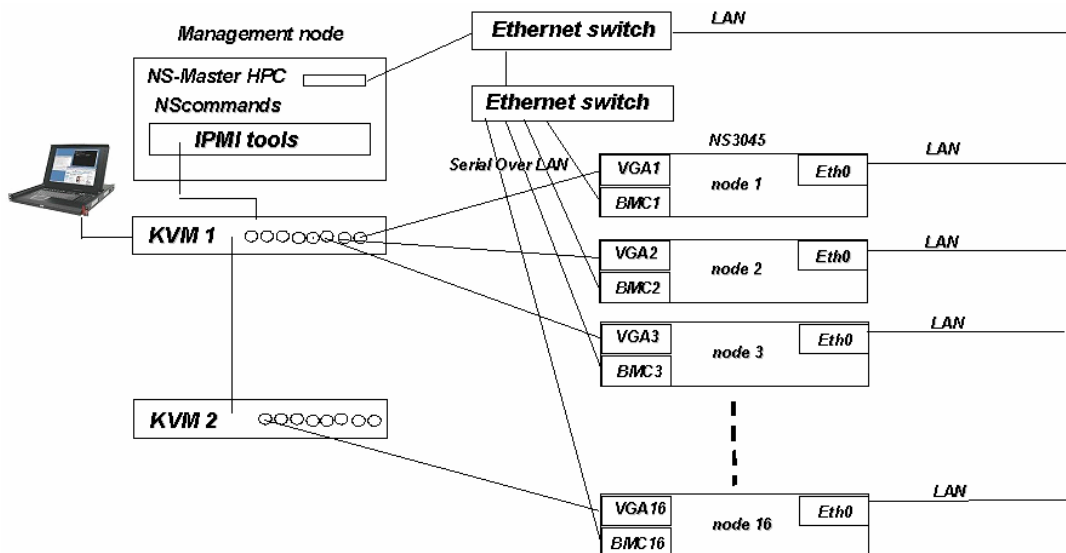 LAN
Ethernet switch
Management node
NS-Master HPC
NScommands
IPMI tools
Ethernet switch
Serial Over LAN
NS3045
LAN
VGA1
node 1
Eth0
BMC1
KVM 1
LAN
VGA2
node 2
Eth0
BMC2
LAN
VGA3
node 3
Eth0
BMC3
KVM 2
LAN
VGA16
node 16
Eth0
BMC16